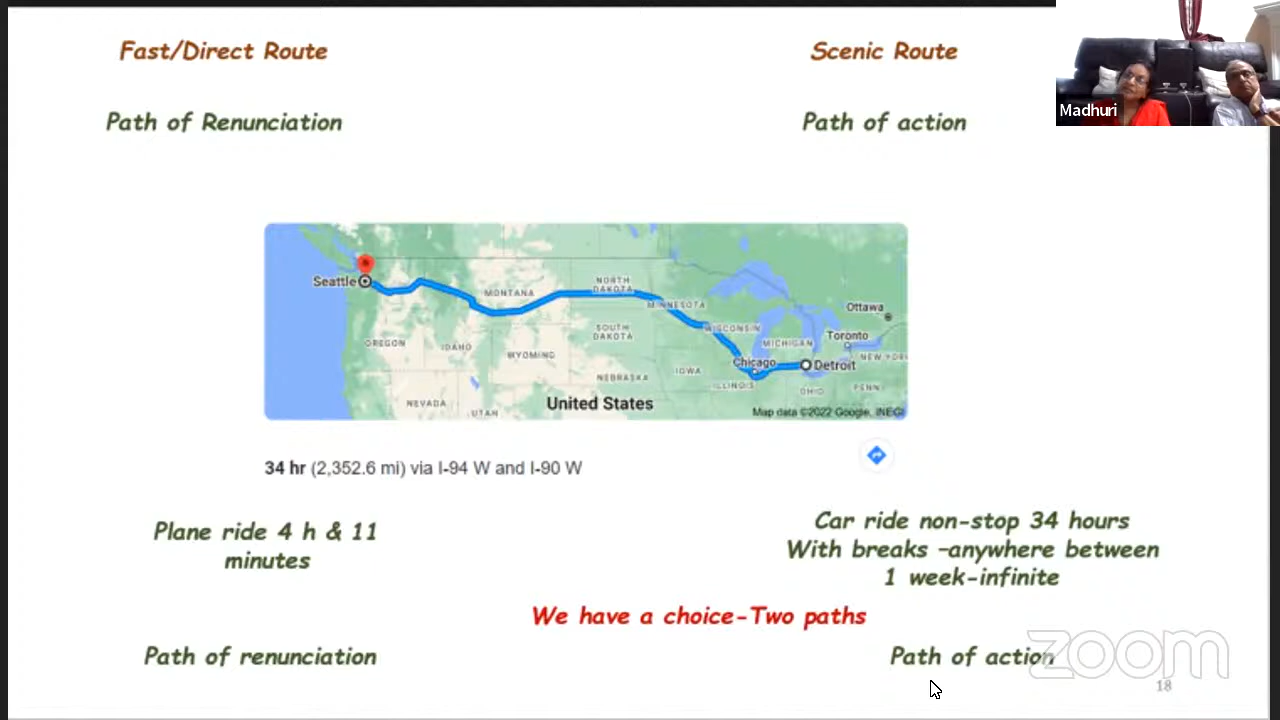 Fast/Direct Route
Scenic Route
Madhuri
Path of Renunciation
Path of action
Seattle
MONTANA
NORTH
DAKOTA
MINNESOTA
Ottawa
OREGON
IDAHO
WYOMING
SOUTH
DAKOTA
WISCONSIN
MICHIGAN
Toronto
NEW YORK
NEBRASKA
IOWA
Chicago
ILLINOIS
Detroit
OHIO
PENN
NEVADA
UTAH
United States
Map data ©2022 Google, INEGI
34 hr (2,352.6 mi) via I-94 W and I-90 W
Plane ride 4 h & 11
minutes
Car ride non-stop 34 hours
With breaks -anywhere between
1 week-infinite
We have a choice-Two paths
Path of renunciation
Path of action
zoom
18